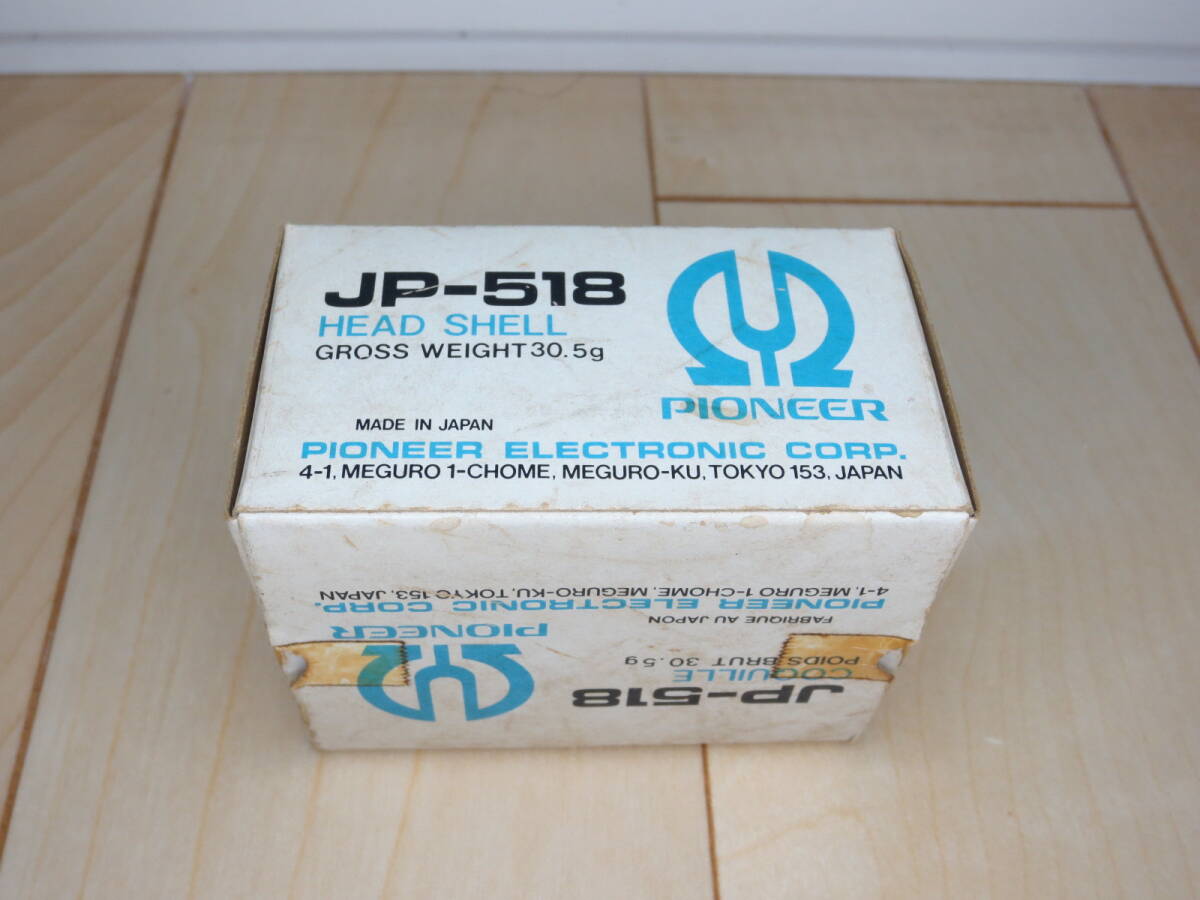 JP-518
HEAD SHELL
GROSS WEIGHT 30.5g
PIONEER
MADE IN JAPAN
PIONEER ELECTRONIC CORP.
4-1, MEGURO 1-CHOME, MEGURO-KU, TOKYO 153, JAPAN
JP-518
COQUILLE
POIDS BRUT 30.5g
PIONEER
FABRIQUE AU JAPON
PIONEER ELECTRONIC CORP.
4-1, MEGURO 1-CHOME, MEGURO-KU, TOKYO 153, JAPAN